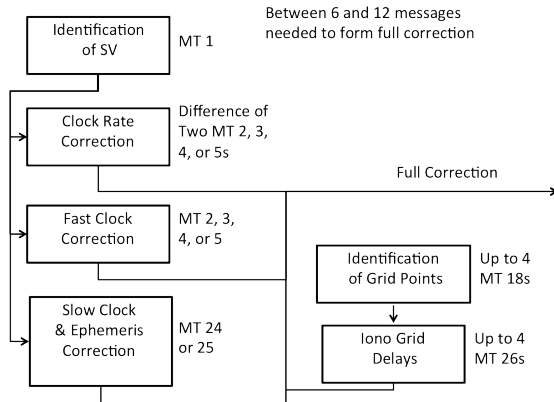 Between 6 and 12 messages
needed to form full correction
Identification
of SV
MT 1
Clock Rate
Correction
Difference of
Two MT 2, 3,
4, or 5s
Full Correction
Fast Clock
Correction
MT 2, 3,
4, or 5
Identification
of Grid Points
Up to 4
MT 18s
Slow Clock
& Ephemeris
Correction
MT 24
or 25
Iono Grid
Delays
Up to 4
MT 26s